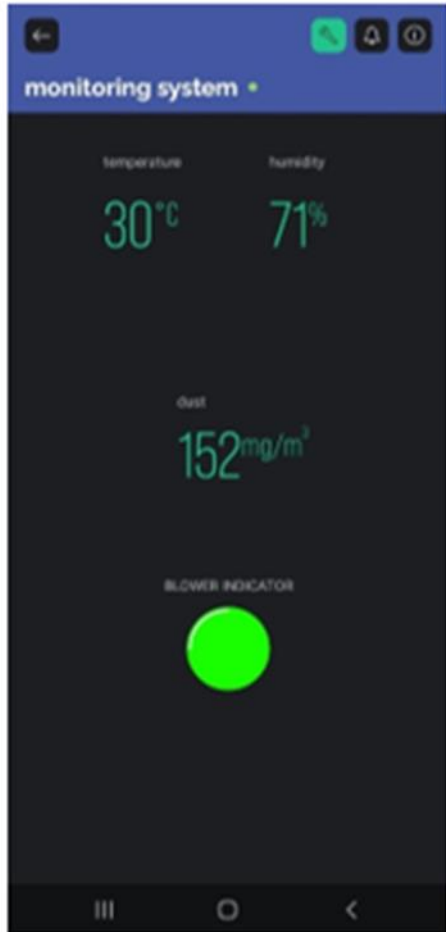 monitoring system
temperature humidity
30°C 71%
dust
152mg/m³
BLOWER INDICATOR